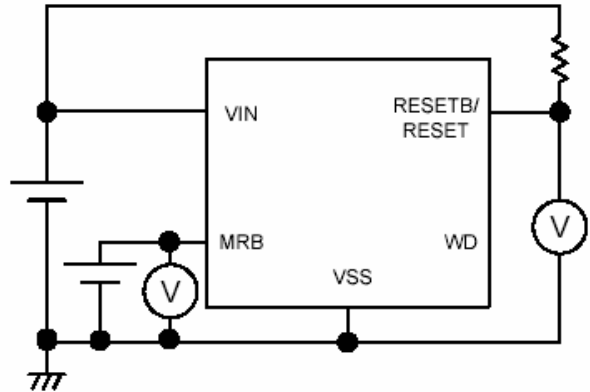 VIN
RESETB/
RESET
MRB
WD
VSS
V
V